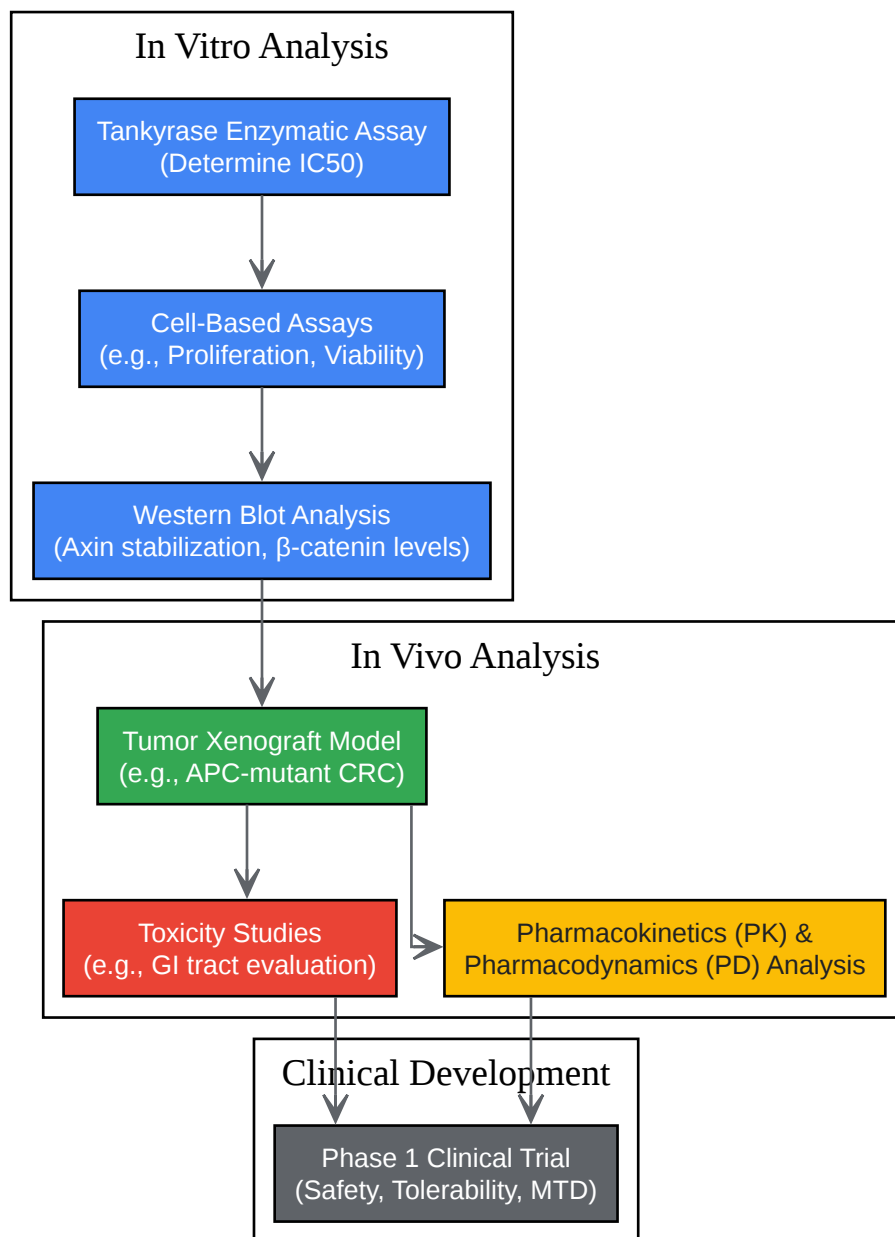 In Vitro Analysis
Tankyrase Enzymatic Assay
(Determine IC50)
Cell-Based Assays
(e.g., Proliferation, Viability)
Western Blot Analysis
(Axin stabilization, β-catenin levels)
In Vivo Analysis
Tumor Xenograft Model
(e.g., APC-mutant CRC)
Toxicity Studies
(e.g., GI tract evaluation)
Pharmacokinetics (PK) &
Pharmacodynamics (PD) Analysis
Clinical Development
Phase 1 Clinical Trial
(Safety, Tolerability, MTD)